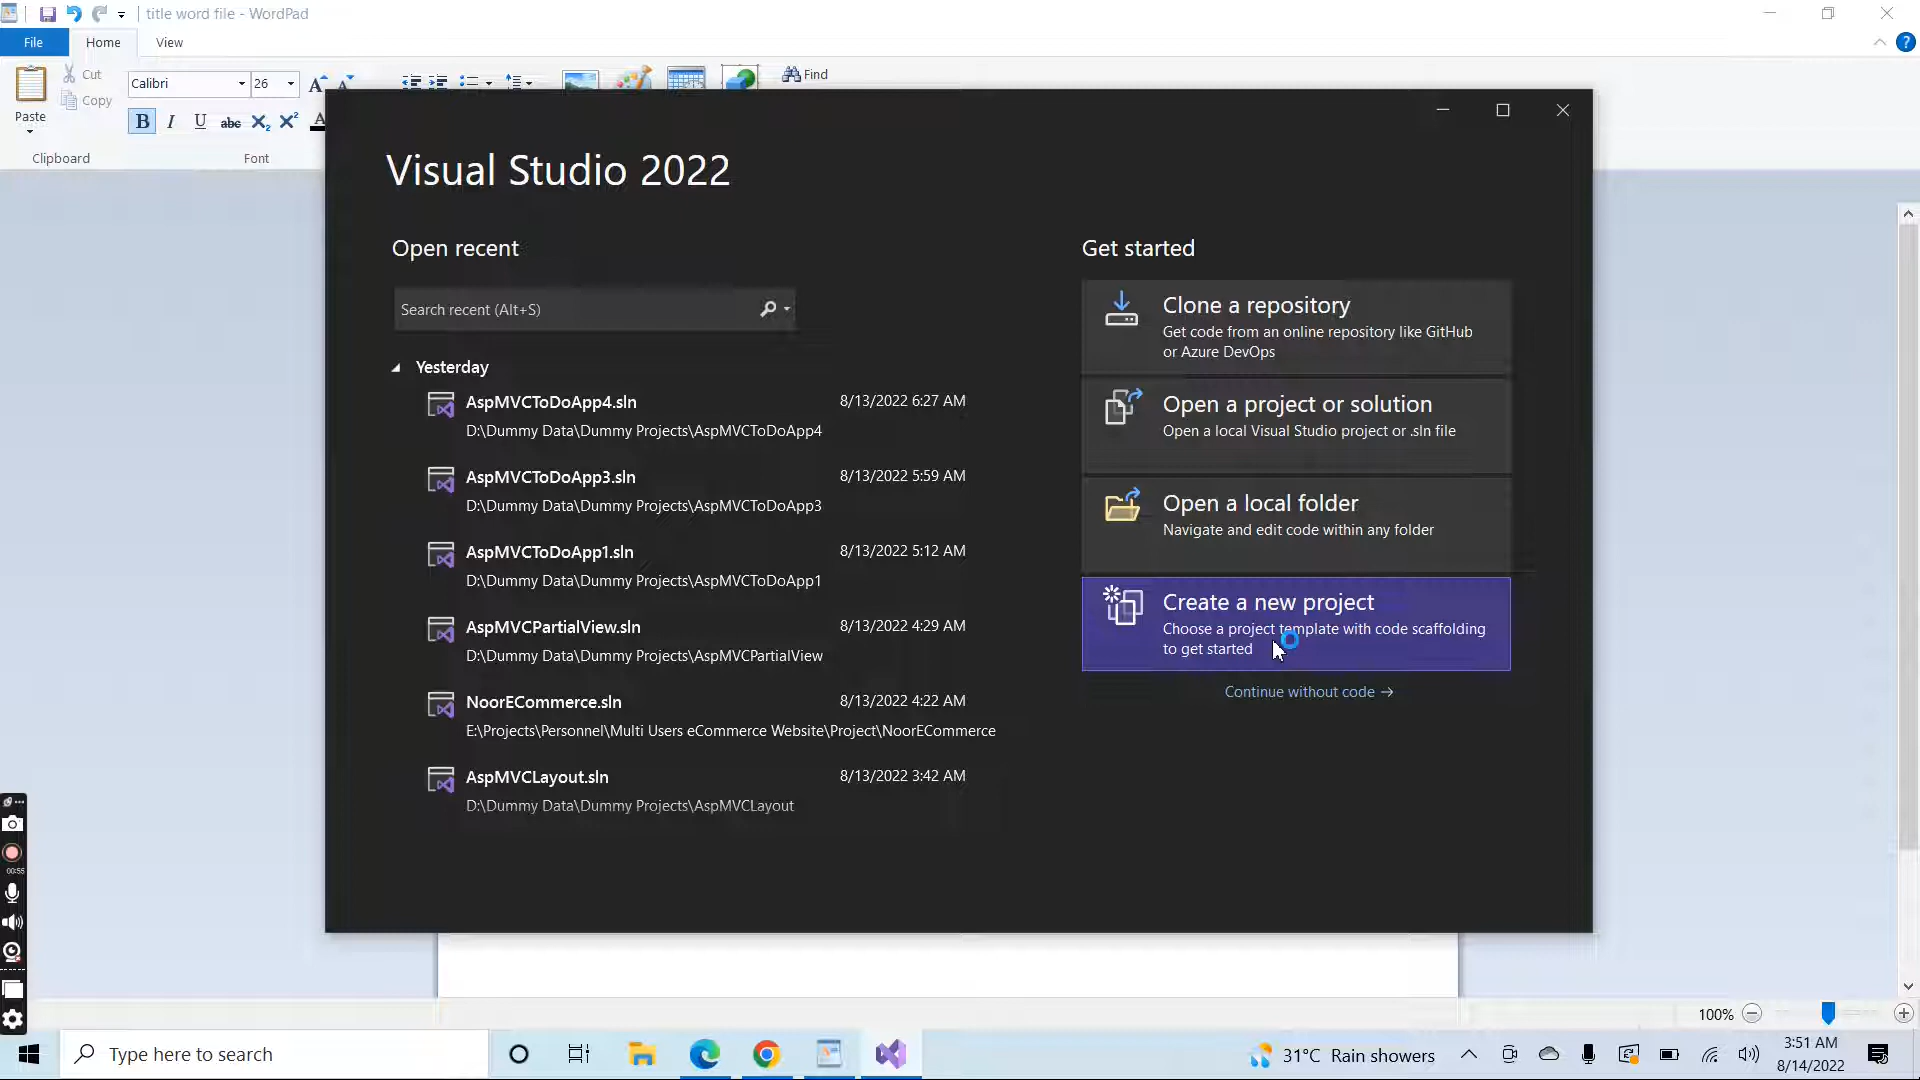 title word file - WordPad
File
Home
View
?
Paste
Cut
Copy
Clipboard
Calibri
26
A
A
B I U abc X₂ X² A
Font
Find
Visual Studio 2022
Open recent
Search recent (Alt+S)
Yesterday
AspMVCToDoApp4.sln 8/13/2022 6:27 AM
D:\Dummy Data\Dummy Projects\AspMVCToDoApp4
AspMVCToDoApp3.sln 8/13/2022 5:59 AM
D:\Dummy Data\Dummy Projects\AspMVCToDoApp3
AspMVCToDoApp1.sln 8/13/2022 5:12 AM
D:\Dummy Data\Dummy Projects\AspMVCToDoApp1
AspMVCPartialView.sln 8/13/2022 4:29 AM
D:\Dummy Data\Dummy Projects\AspMVCPartialView
NoorECommerce.sln 8/13/2022 4:22 AM
E:\Projects\Personnel\Multi Users eCommerce Website\Project\NoorECommerce
AspMVCLayout.sln 8/13/2022 3:42 AM
D:\Dummy Data\Dummy Projects\AspMVCLayout
Get started
Clone a repository
Get code from an online repository like GitHub
or Azure DevOps
Open a project or solution
Open a local Visual Studio project or .sln file
Open a local folder
Navigate and edit code within any folder
Create a new project
Choose a project template with code scaffolding
to get started
Continue without code →
00:55
100%
Type here to search
31°C Rain showers
3:51 AM
8/14/2022